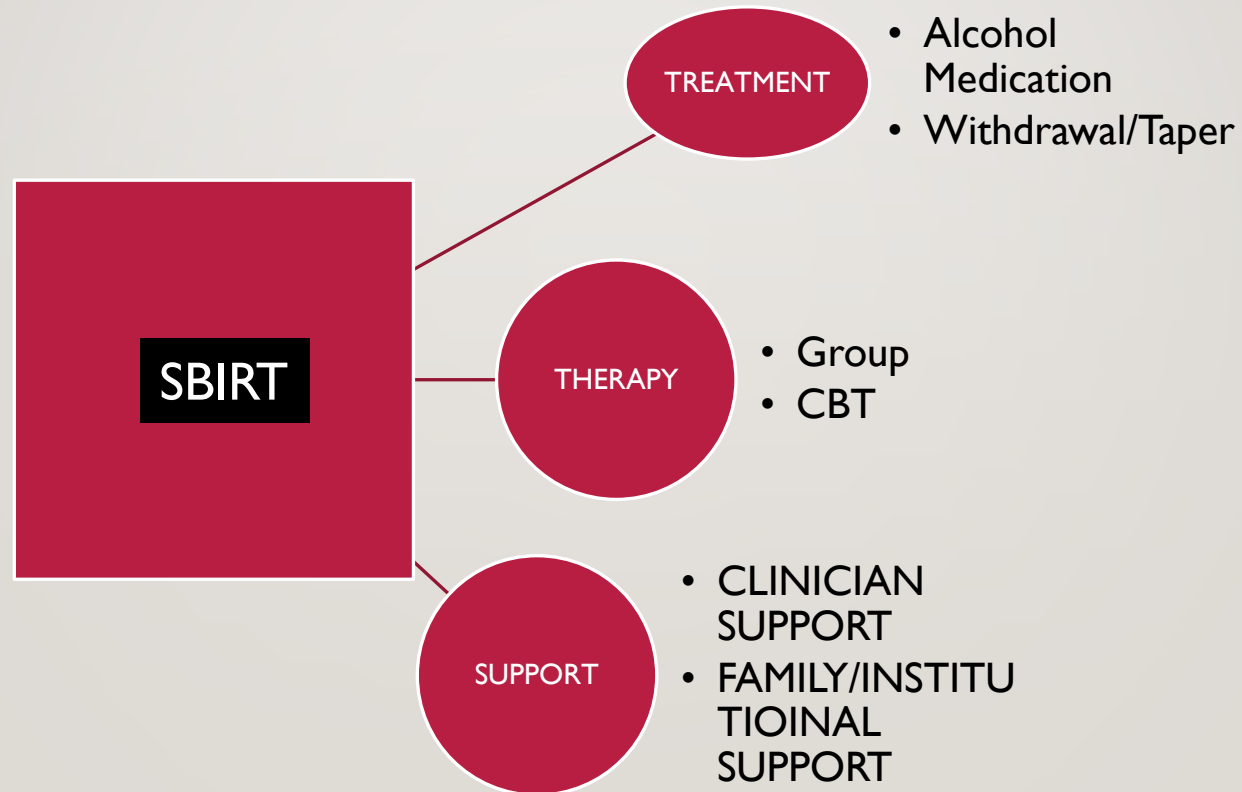 SBIRT
TREATMENT
• Alcohol
Medication
• Withdrawal/Taper
THERAPY
• Group
• CBT
SUPPORT
• CLINICIAN
SUPPORT
• FAMILY/INSTITU
TIOINAL
SUPPORT